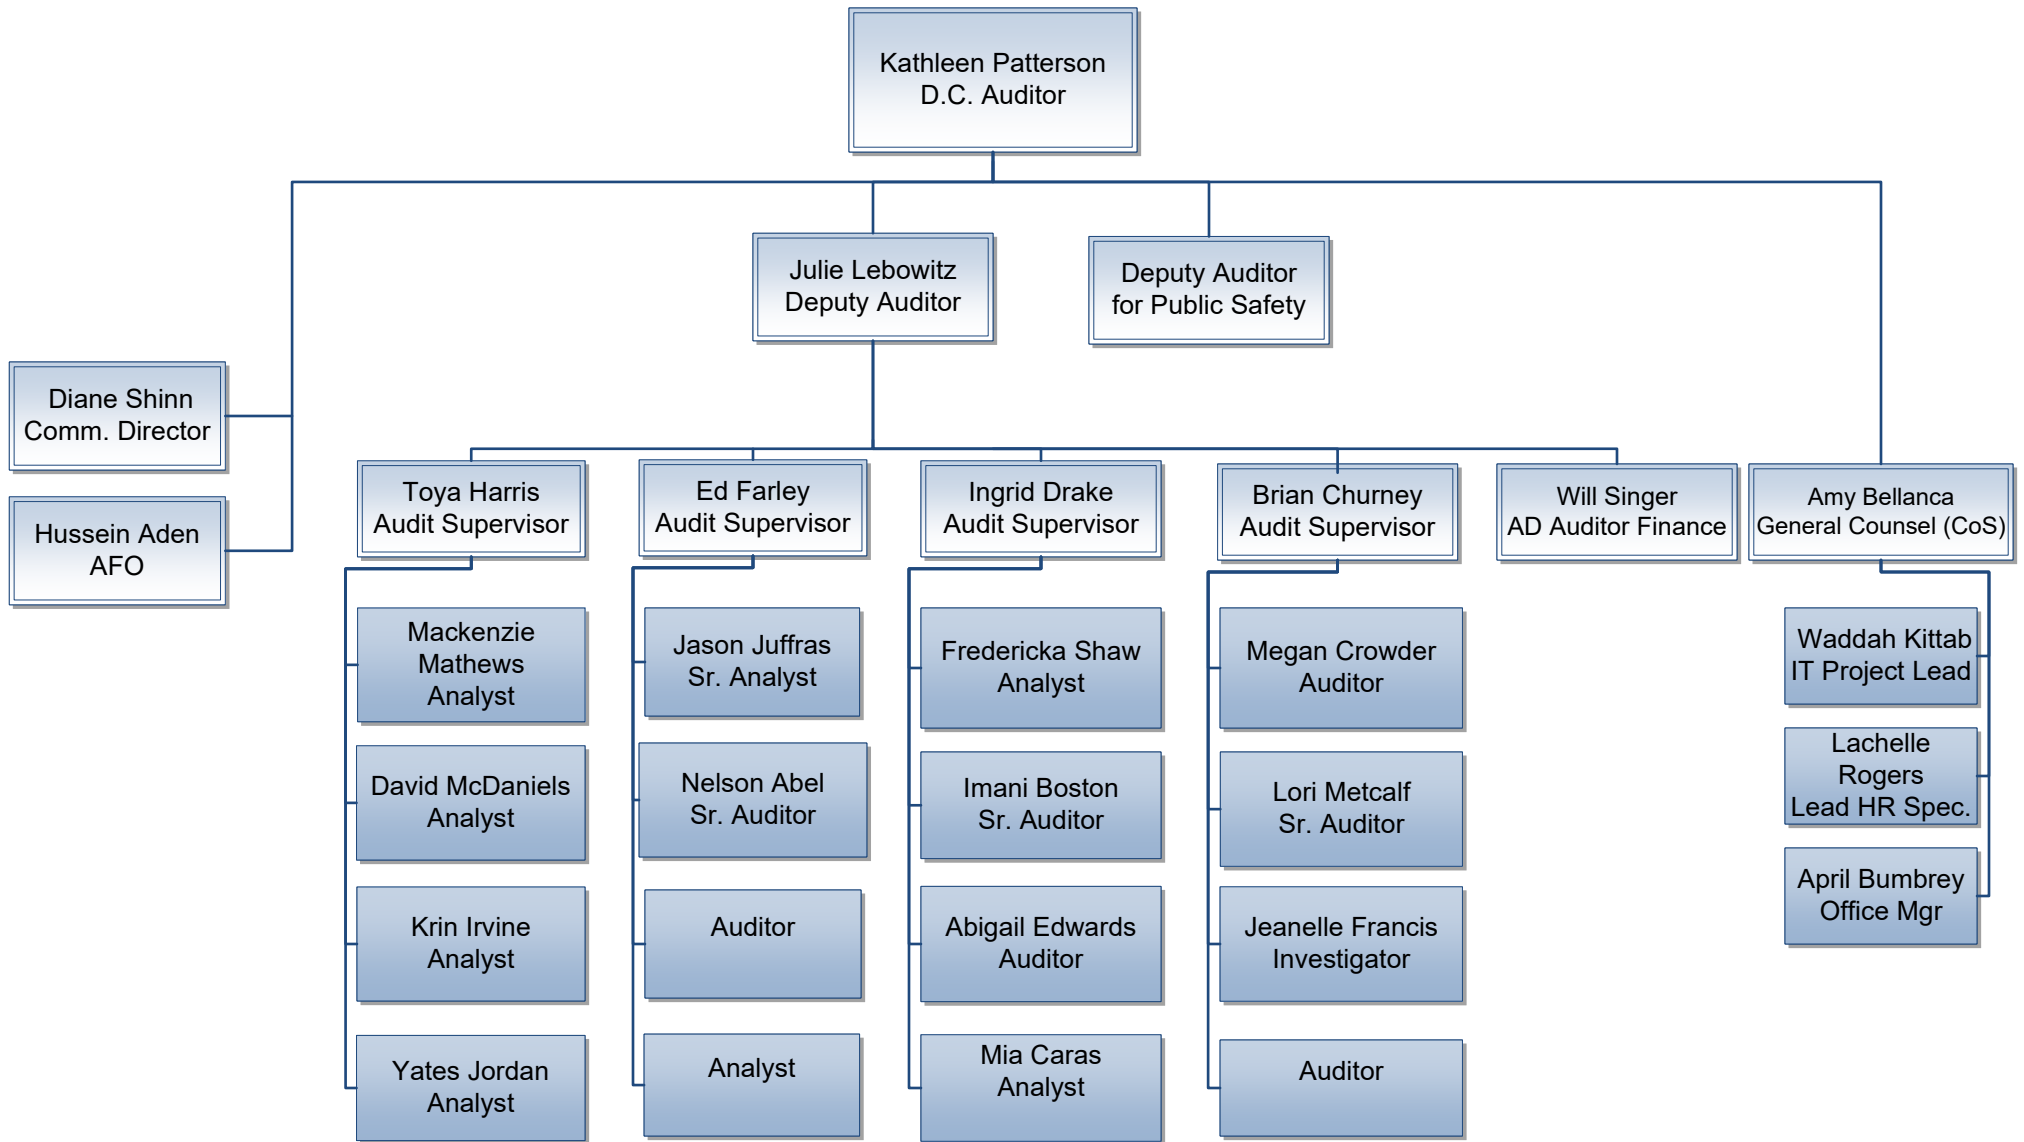 Kathleen Patterson
D.C. Auditor
Julie Lebowitz
Deputy Auditor
Deputy Auditor
for Public Safety
Diane Shinn
Comm. Director
Hussein Aden
AFO
Toya Harris
Audit Supervisor
Ed Farley
Audit Supervisor
Ingrid Drake
Audit Supervisor
Brian Churney
Audit Supervisor
Will Singer
AD Auditor Finance
Amy Bellanca
General Counsel (CoS)
Mackenzie
Mathews
Analyst
David McDaniels
Analyst
Krin Irvine
Analyst
Yates Jordan
Analyst
Jason Juffras
Sr. Analyst
Nelson Abel
Sr. Auditor
Auditor
Analyst
Fredericka Shaw
Analyst
Imani Boston
Sr. Auditor
Abigail Edwards
Auditor
Mia Caras
Analyst
Megan Crowder
Auditor
Lori Metcalf
Sr. Auditor
Jeanelle Francis
Investigator
Auditor
Waddah Kittab
IT Project Lead
Lachelle
Rogers
Lead HR Spec.
April Bumbrey
Office Mgr